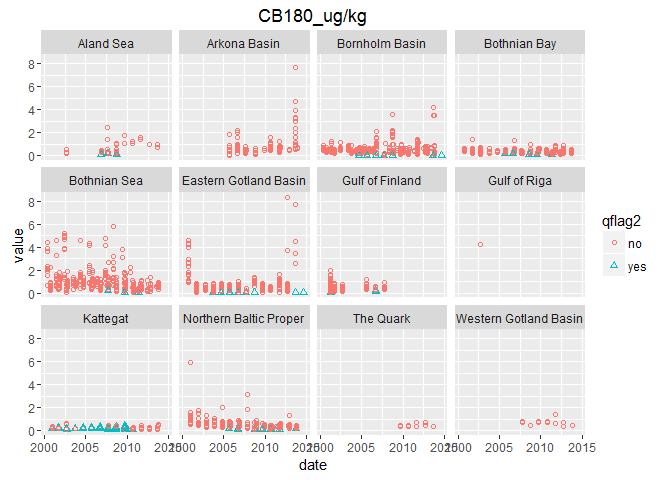 CB180_ug/kg
Aland Sea Arkona Basin Bornholm Basin Bothnian Bay
8
6
4
2
0
Bothnian Sea Eastern Gotland Basin Gulf of Finland Gulf of Riga
8
6
4
2
0
Kattegat Northern Baltic Proper The Quark Western Gotland Basin
8
6
4
2
0
2000 2005 2010 2015 2000 2005 2010 2015 2000 2005 2010 2015 2000 2005 2010 2015
date
value
qflag2
no
yes